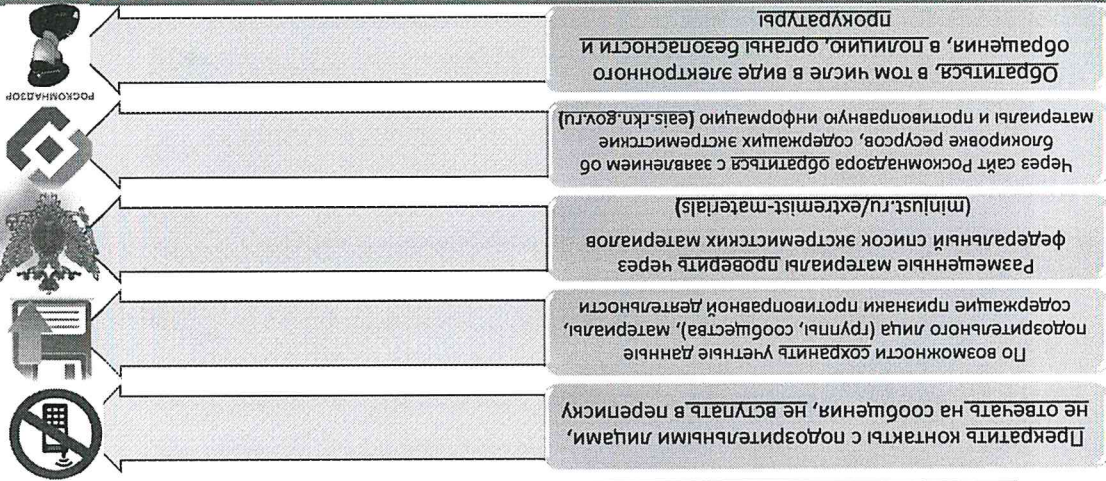 Прекратить контакты с подозрительными лицами,
не отвечать на сообщения, не вступать в переписку
По возможности сохранить учетные данные
подозрительного лица (группы, сообщества), материалы,
содержащие признаки противоправной деятельности
Размещенные материалы проверить через
федеральный список экстремистских материалов
(minjust.ru/extremist-materials)
Через сайт Роскомнадзора обратиться с заявлением об
блокировке ресурсов, содержащих экстремистские
материалы и противоправную информацию (eais.rkn.gov.ru)
РОСКОМНАДЗОР
Обратиться, в том числе в виде электронного
обращения, в полицию, органы безопасности и
прокуратуры